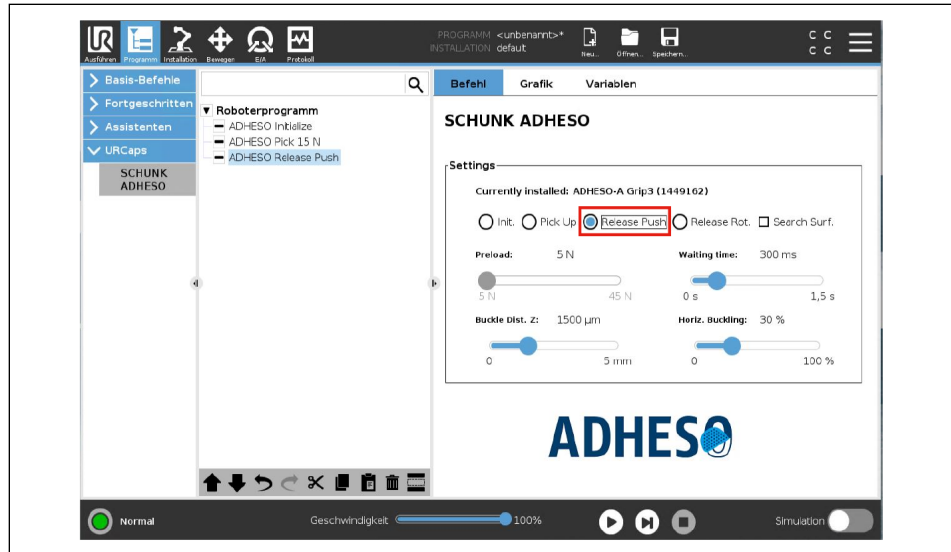 PROGRAMM <unbenannt>*
INSTALLATION default
Ausführen Programm Installation Bewegen E/A Protokoll
Neu... Öffnen... Speichern...
C C
C C
Basis-Befehle
Fortgeschritten
Assistenten
URCaps
SCHUNK
ADHESO
Roboterprogramm
ADHESO Initialize
ADHESO Pick 15 N
ADHESO Release Push
Befehl Grafik Variablen
SCHUNK ADHESO
Settings
Currently installed: ADHESO-A Grip3 (1449162)
Init. Pick Up Release Push Release Rot. Search Surf.
Preload: 5 N Waiting time: 300 ms
5 N 45 N 0 s 1,5 s
Buckle Dist. Z: 1500 µm Horiz. Buckling: 30 %
0 5 mm 0 100 %
ADHESO
Normal Geschwindigkeit 100% Simulation